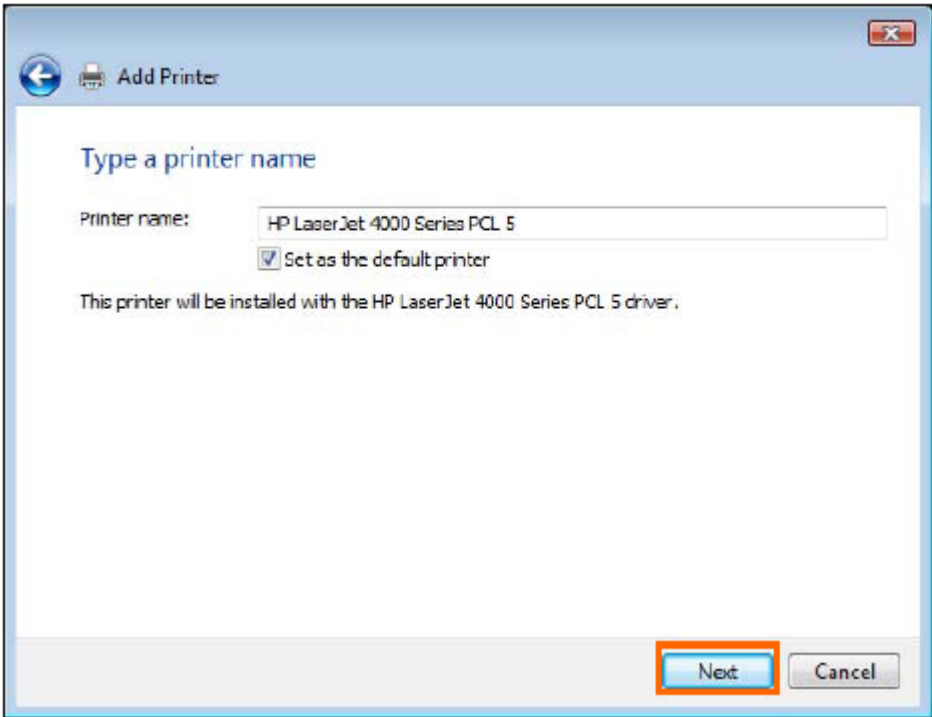 Add Printer
Type a printer name
Printer name: HP LaserJet 4000 Series PCL 5
Set as the default printer
This printer will be installed with the HP LaserJet 4000 Series PCL 5 driver.
Next Cancel